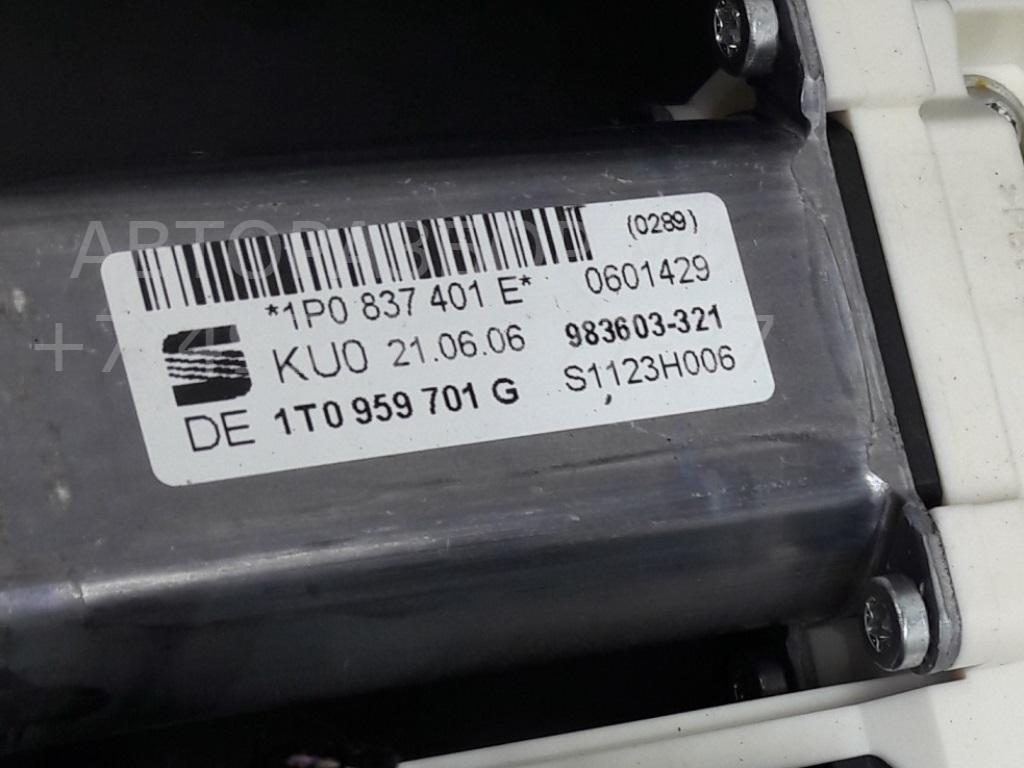 (0289)
*1P0 837 401 E* 0601429
KU0 21.06.06 983603-321
DE 1T0 959 701 G S1123H006